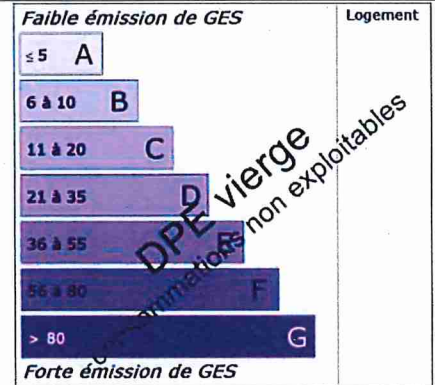 Faible émission de GES
Logement
≤ 5 A
6 à 10 B
11 à 20 C
21 à 35 D
36 à 55 E
56 à 80 F
> 80 G
DPE vierge
consommations non exploitables
Forte émission de GES